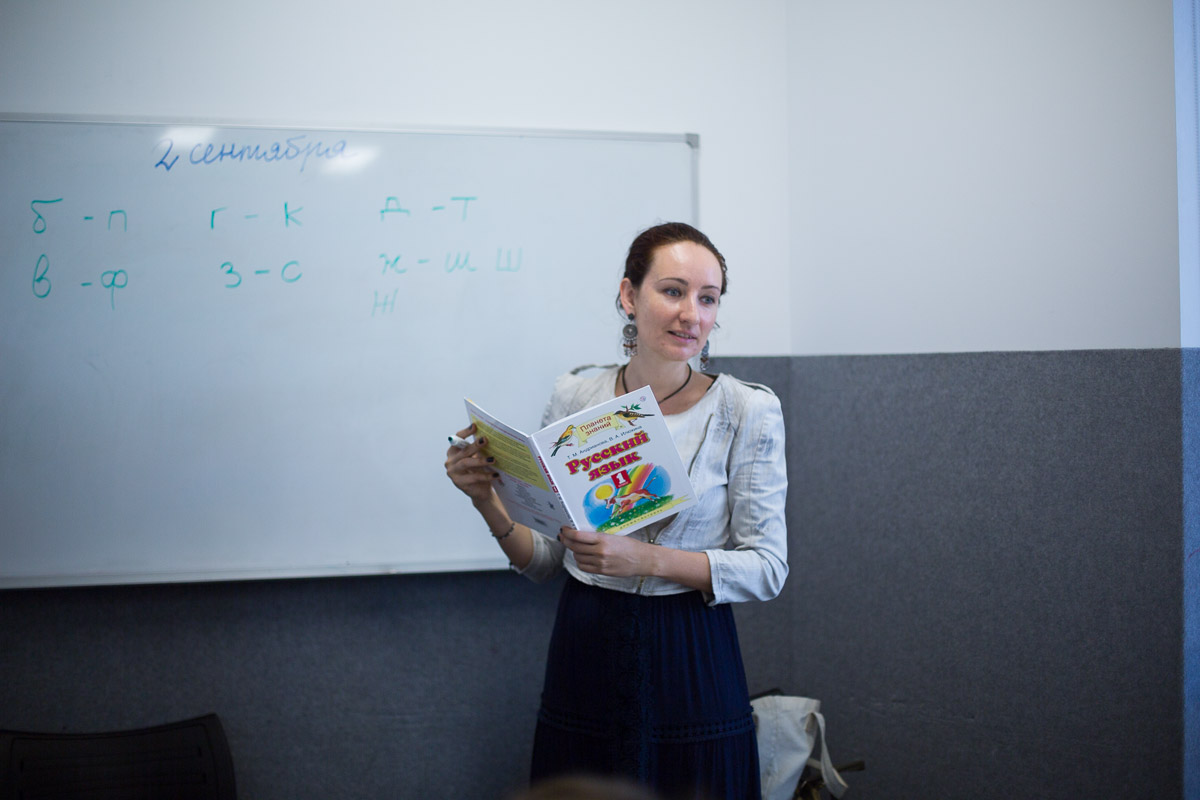 2 сентября
б - п г - к д - т
в - ф з - с ж - ш Ш
Ж
Планета
знаний
Т. М. Андрианова, В. А. Илюхина
Русский
язык
1